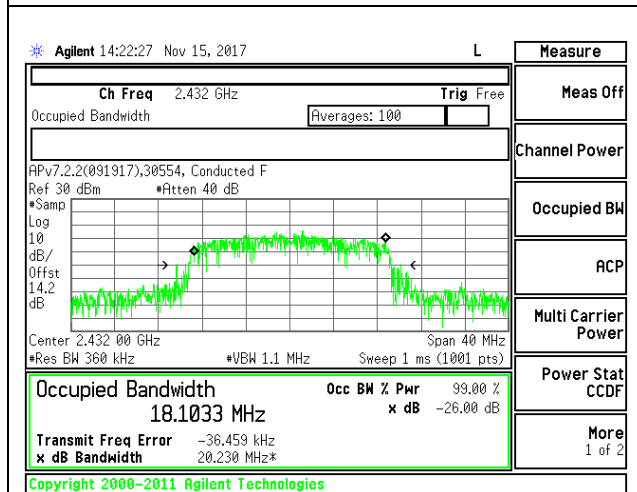 Agilent 14:22:27 Nov 15, 2017 L
Measure
Ch Freq 2.432 GHz Trig Free
Occupied Bandwidth Averages: 100
APv7.2.2(091917),30554, Conducted F
Ref 30 dBm #Atten 40 dB
#Samp
Log
10
dB/
Offst
14.2
dB
Center 2.432 00 GHz Span 40 MHz
#Res BW 360 kHz #VBW 1.1 MHz Sweep 1 ms (1001 pts)
Occupied Bandwidth Occ BW % Pwr 99.00 %
18.1033 MHz x dB -26.00 dB
Transmit Freq Error -36.459 kHz
x dB Bandwidth 20.230 MHz*
Meas Off
Channel Power
Occupied BW
ACP
Multi Carrier
Power
Power Stat
CCDF
More
1 of 2
Copyright 2000-2011 Agilent Technologies